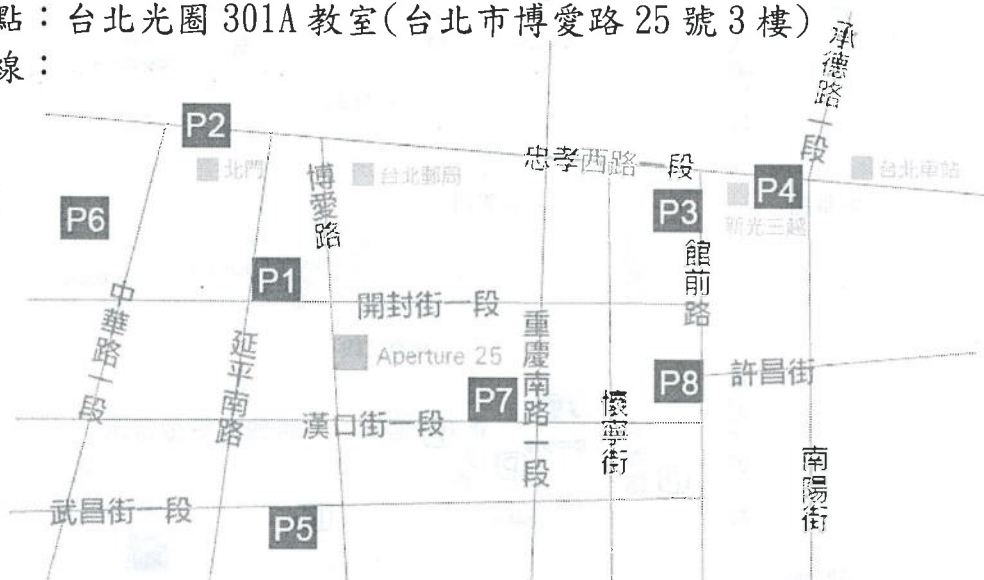 點：台北光圈 301A 教室(台北市博愛路 25 號 3 樓)
線：
承德路一段
P2
忠孝西路一段
北門
博愛路
台北郵局
P4
台北車站
P6
P3
新光三越
館前路
P1
中華路一段
開封街一段
延平南路
重慶南路一段
Aperture 25
P7
P8
許昌街
懷寧街
漢口街一段
南陽街
武昌街一段
P5